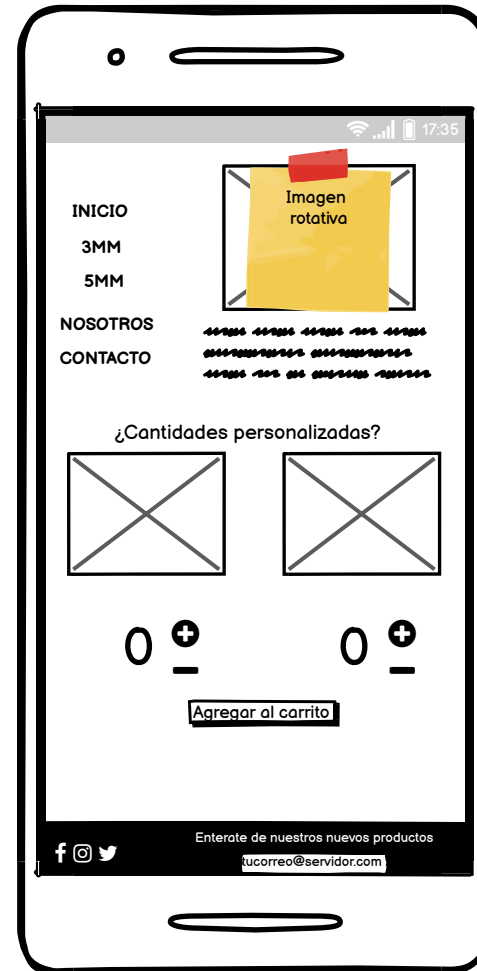 17:35
INICIO
3MM
5MM
NOSOTROS
CONTACTO
Imagen
rotativa
¿Cantidades personalizadas?
0
0
Agregar al carrito
Enterate de nuestros nuevos productos
tucorreo@servidor.com